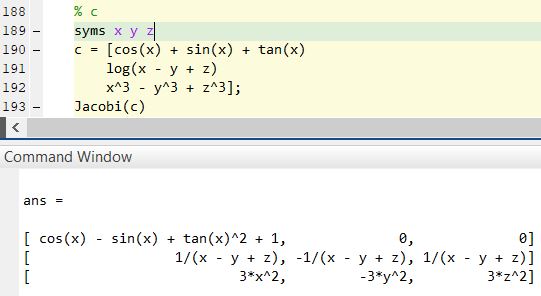 188 % c
189 – syms x y z
190 – c = [cos(x) + sin(x) + tan(x)
191 log(x - y + z)
192 x^3 - y^3 + z^3];
193 – Jacobi(c)
<
Command Window
ans =
[ cos(x) - sin(x) + tan(x)^2 + 1, 0, 0]
[ 1/(x - y + z), -1/(x - y + z), 1/(x - y + z)]
[ 3*x^2, -3*y^2, 3*z^2]